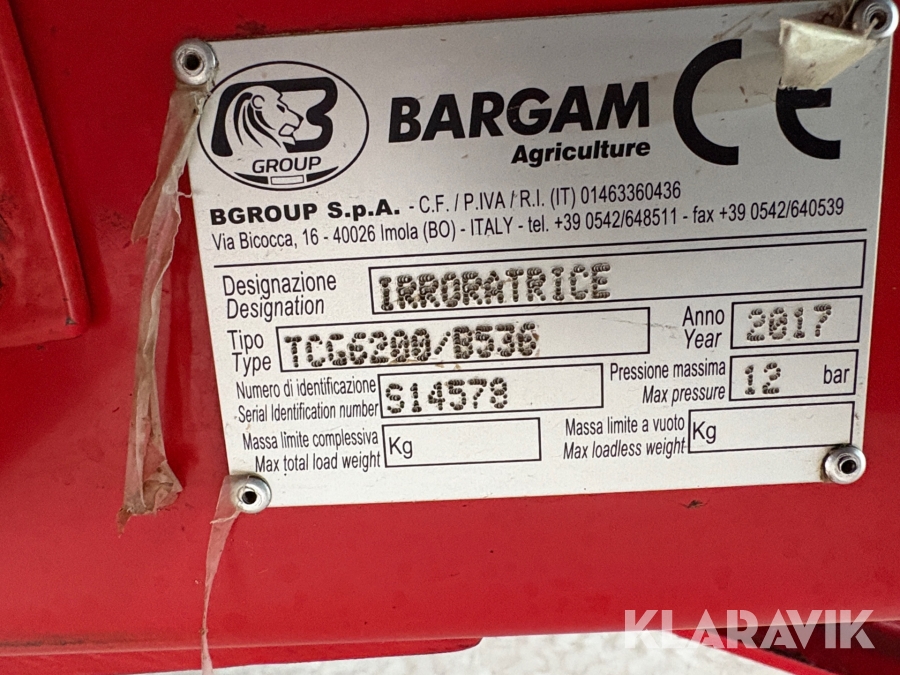 B GROUP
BARGAM
Agriculture
CE
BGROUP S.p.A. - C.F. / P.IVA / R.I. (IT) 01463360436
Via Bicocca, 16 - 40026 Imola (BO) - ITALY - tel. +39 0542/648511 - fax +39 0542/640539
Designazione
Designation
IRRORATRICE
Tipo
Type
TCG6200/B536
Anno
Year
2017
Numero di identificazione
Serial Identification number
S14579
Pressione massima
Max pressure
12 bar
Massa limite complessiva
Max total load weight
Kg
Massa limite a vuoto
Max loadless weight
Kg
KLARAVIK